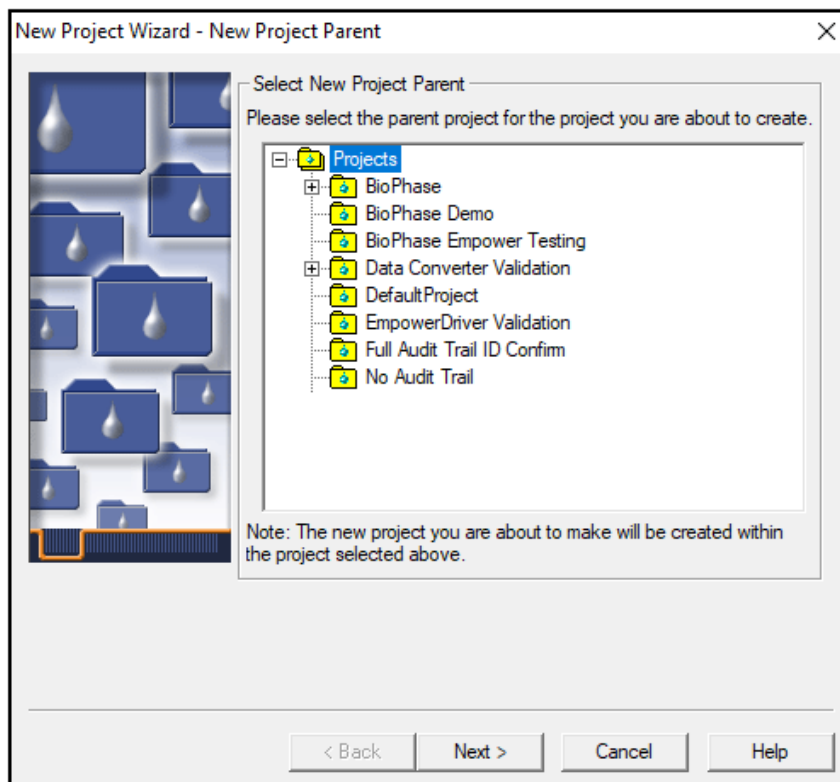 New Project Wizard - New Project Parent
Select New Project Parent
Please select the parent project for the project you are about to create.
Projects
BioPhase
BioPhase Demo
BioPhase Empower Testing
Data Converter Validation
DefaultProject
EmpowerDriver Validation
Full Audit Trail ID Confirm
No Audit Trail
Note: The new project you are about to make will be created within
the project selected above.
< Back Next > Cancel Help